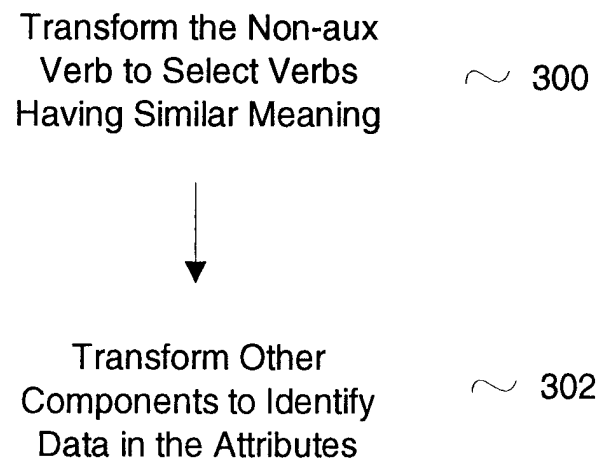 Transform the Non-aux
Verb to Select Verbs
Having Similar Meaning
300
Transform Other
Components to Identify
Data in the Attributes
302